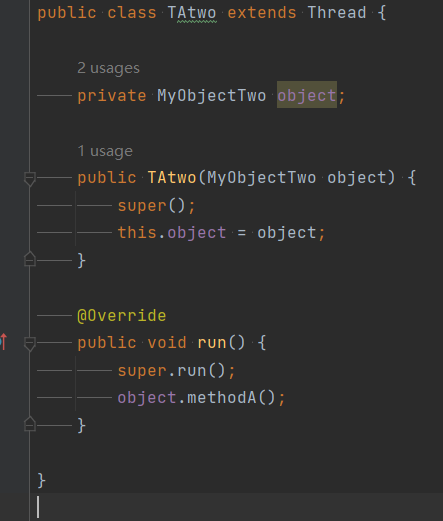 public class TAtwo extends Thread {
2 usages
private MyObjectTwo object;
1 usage
public TAtwo(MyObjectTwo object) {
super();
this.object = object;
}
@Override
public void run() {
super.run();
object.methodA();
}
}